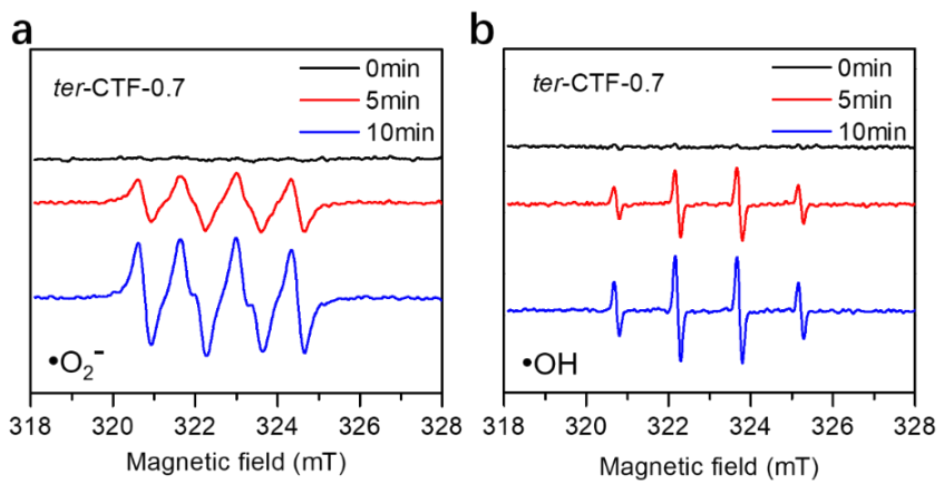 a
ter-CTF-0.7
0min
5min
10min
•O₂⁻
318 320 322 324 326 328
Magnetic field (mT)
b
ter-CTF-0.7
0min
5min
10min
•OH
318 320 322 324 326 328
Magnetic field (mT)